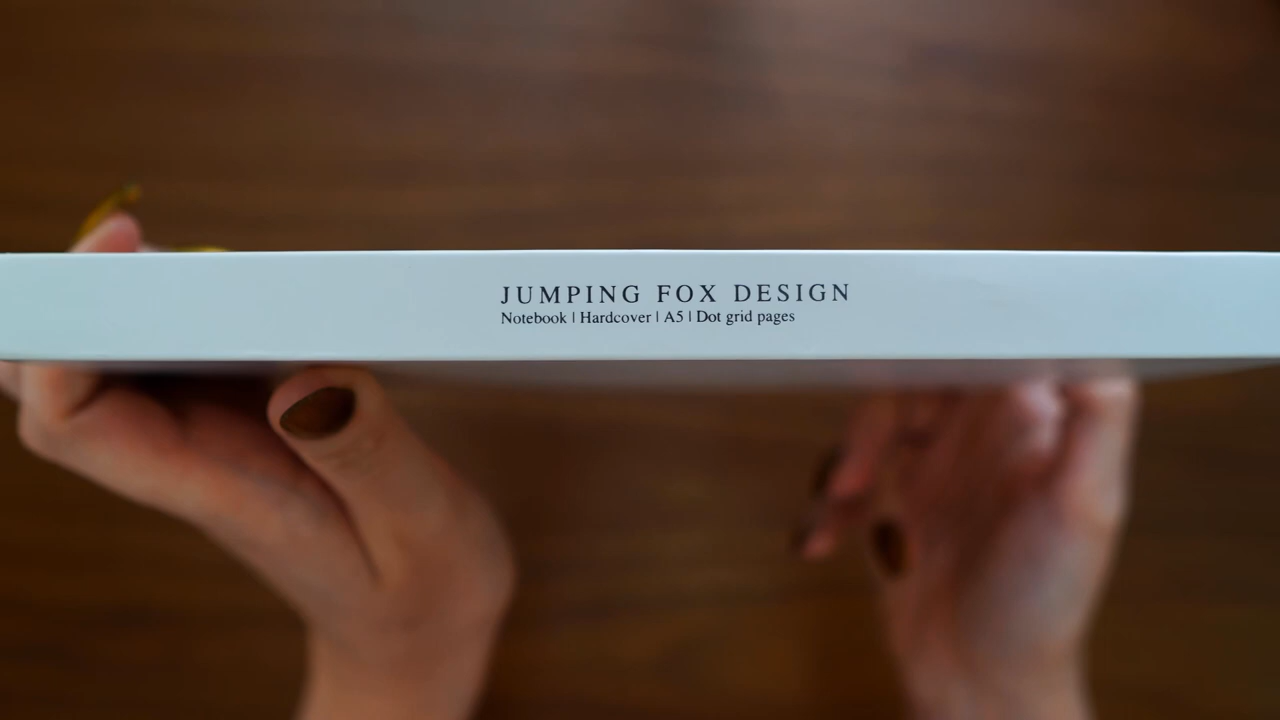 JUMPING FOX DESIGN
Notebook | Hardcover | A5 | Dot grid pages